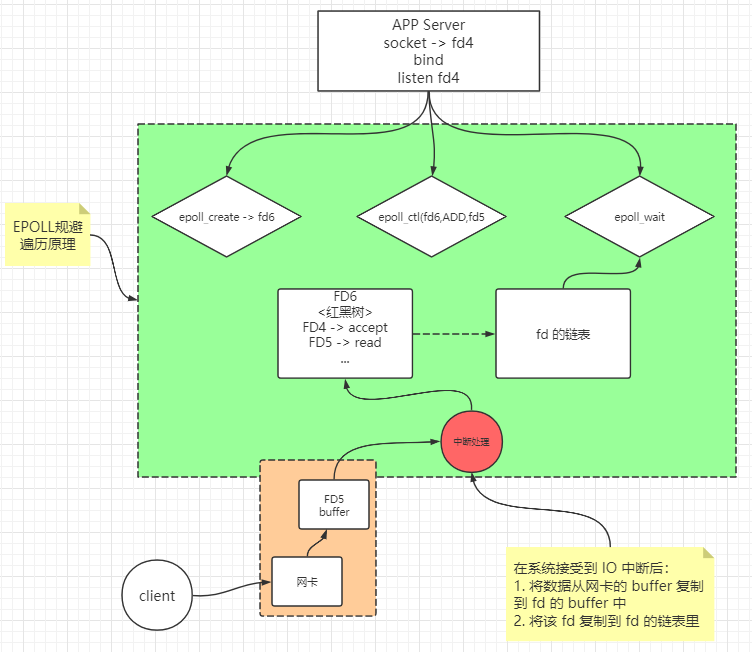 APP Server
socket -> fd4
bind
listen fd4
epoll_create -> fd6
epoll_ctl(fd6,ADD,fd5
epoll_wait
EPOLL规避
遍历原理
FD6
<红黑树>
FD4 -> accept
FD5 -> read
...
fd 的链表
中断处理
FD5
buffer
网卡
client
在系统接受到 IO 中断后：
1. 将数据从网卡的 buffer 复制
到 fd 的 buffer 中
2. 将该 fd 复制到 fd 的链表里